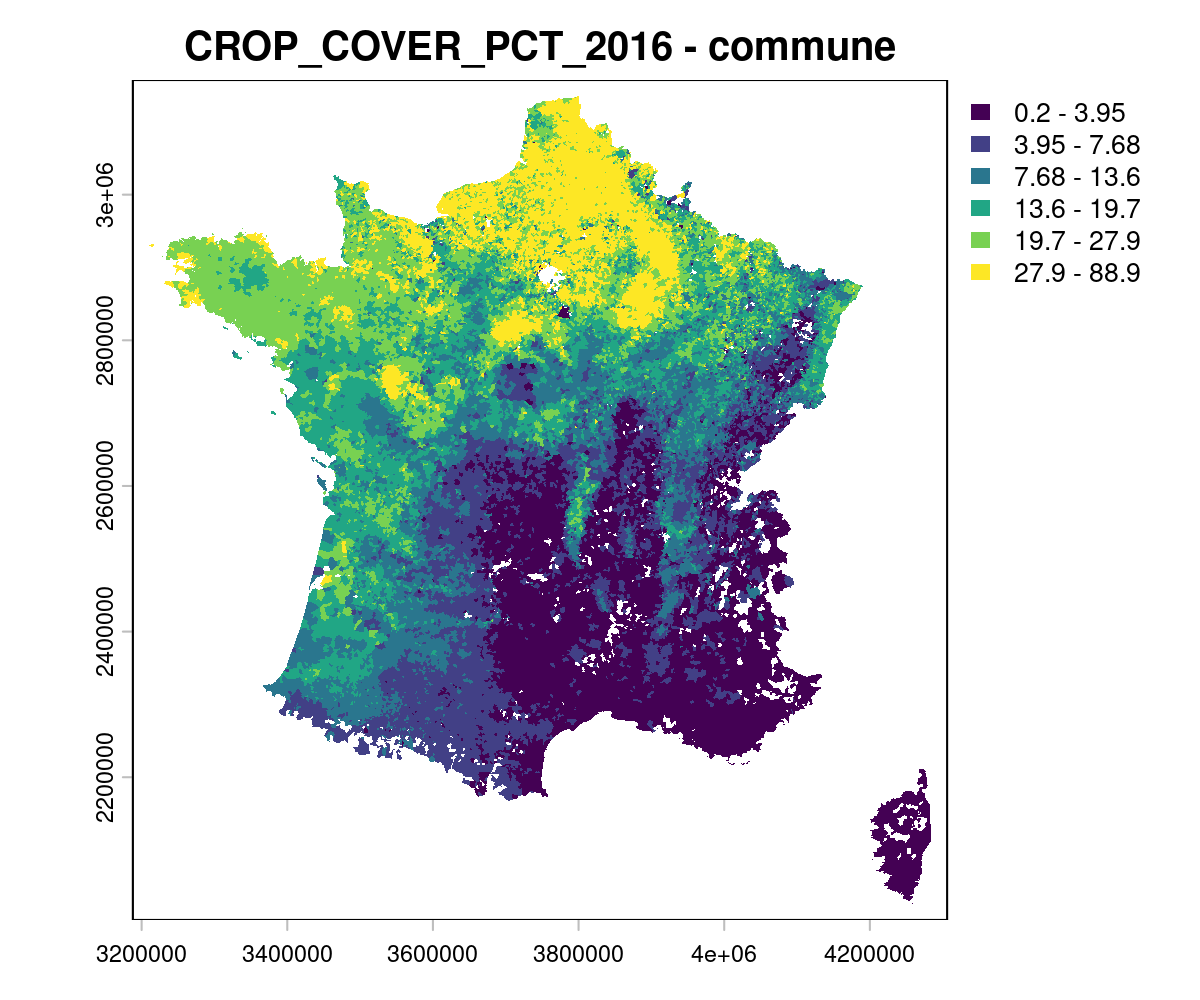 CROP_COVER_PCT_2016 - commune
0.2 - 3.95
3.95 - 7.68
7.68 - 13.6
13.6 - 19.7
19.7 - 27.9
27.9 - 88.9
3e+06
2800000
2600000
2400000
2200000
3200000 3400000 3600000 3800000 4e+06 4200000